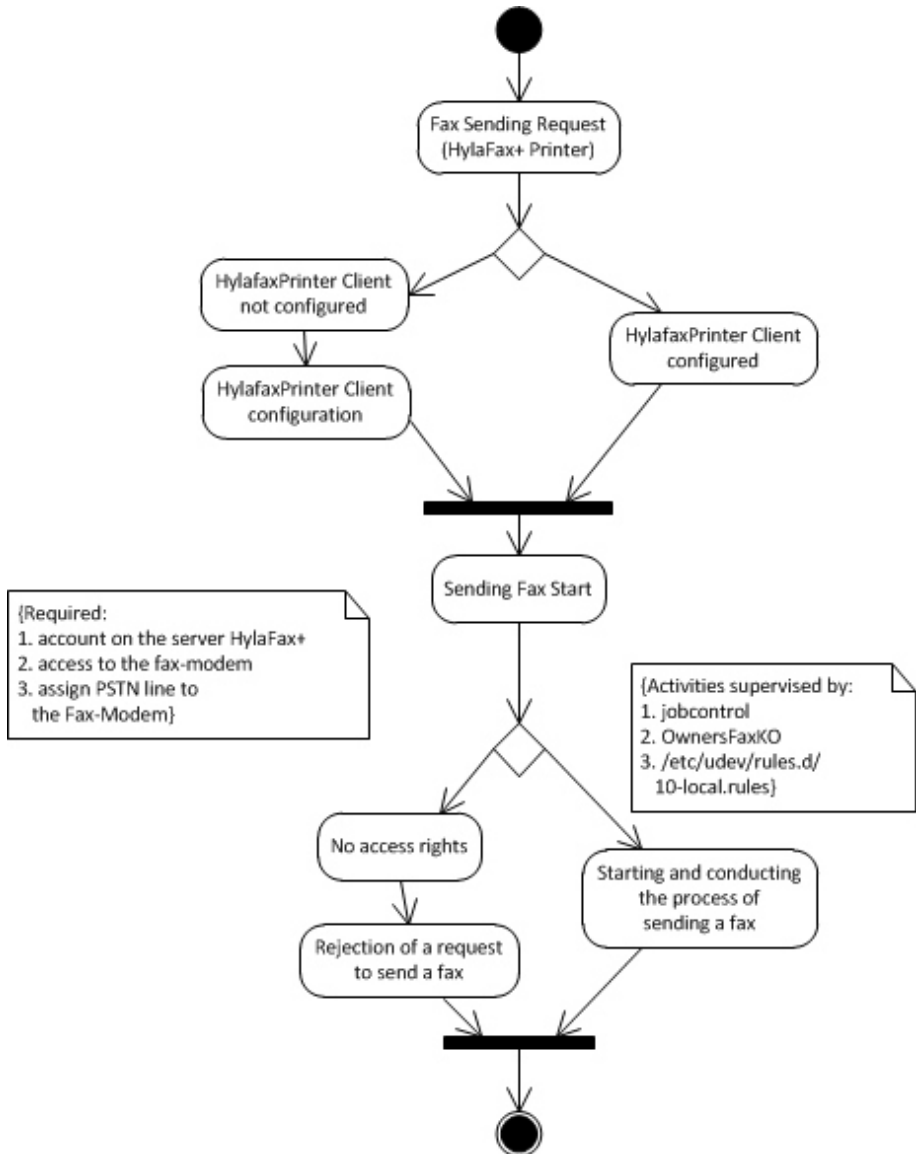 Fax Sending Request
(HylaFax+ Printer)
HylafaxPrinter Client
not configured
HylafaxPrinter Client
configured
HylafaxPrinter Client
configuration
Sending Fax Start
{Required:
1. account on the server HylaFax+
2. access to the fax-modem
3. assign PSTN line to
the Fax-Modem}
{Activities supervised by:
1. jobcontrol
2. OwnersFaxKO
3. /etc/udev/rules.d/
10-local.rules}
No access rights
Starting and conducting
the process of
sending a fax
Rejection of a request
to send a fax